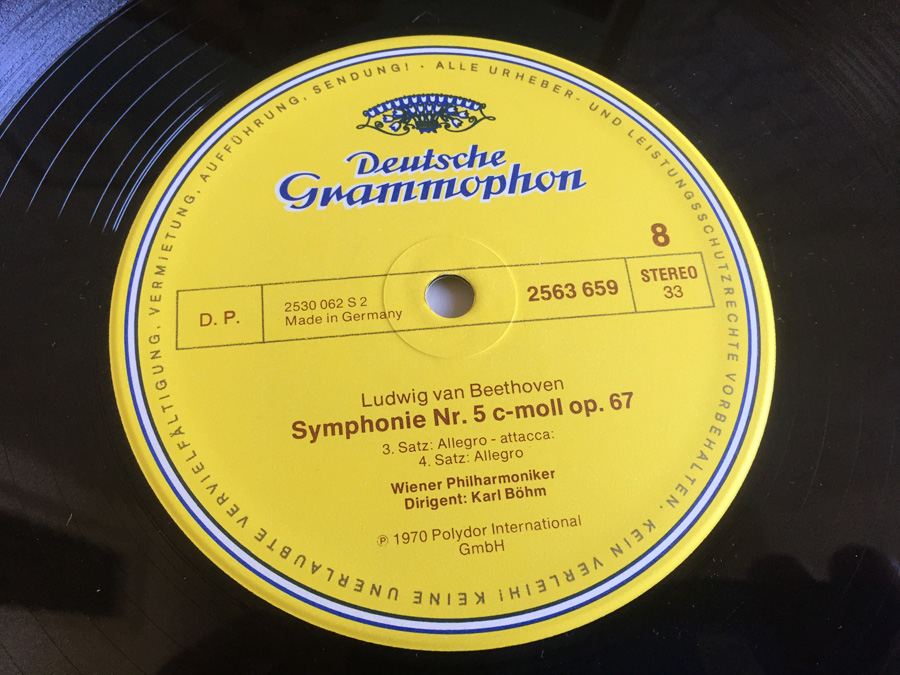 ALLE URHEBER- UND LEISTUNGSSCHUTZRECHTE VORBEHALTEN. KEIN VERLEIH! KEINE UNERLAUBTE VERVIELFÄLTIGUNG, VERMIETUNG, AUFFÜHRUNG, SENDUNG! ·
Deutsche
Grammophon
8
D. P.
2530 062 S 2
Made in Germany
2563 659
STEREO
33
Ludwig van Beethoven
Symphonie Nr. 5 c-moll op. 67
3. Satz: Allegro - attacca:
4. Satz: Allegro
Wiener Philharmoniker
Dirigent: Karl Böhm
℗ 1970 Polydor International
GmbH